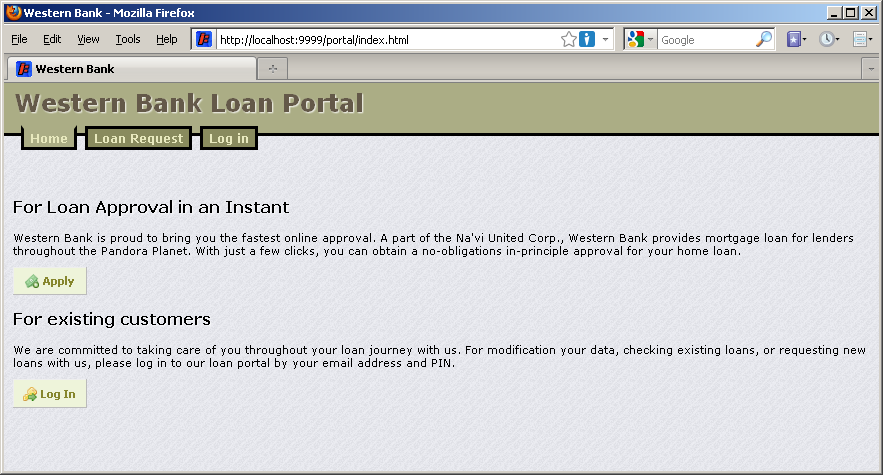 Western Bank - Mozilla Firefox
File Edit View Tools Help http://localhost:9999/portal/index.html Google
Western Bank
Western Bank Loan Portal
Home Loan Request Log in
For Loan Approval in an Instant
Western Bank is proud to bring you the fastest online approval. A part of the Na'vi United Corp., Western Bank provides mortgage loan for lenders
throughout the Pandora Planet. With just a few clicks, you can obtain a no-obligations in-principle approval for your home loan.
Apply
For existing customers
We are committed to taking care of you throughout your loan journey with us. For modification your data, checking existing loans, or requesting new
loans with us, please log in to our loan portal by your email address and PIN.
Log In